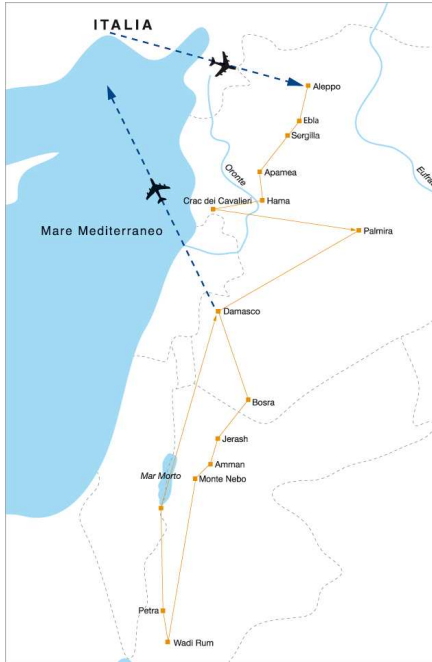 ITALIA
Aleppo
Ebla
Sergilla
Oronte
Apamea
Crac dei Cavalieri
Hama
Palmira
Mare Mediterraneo
Damasco
Bosra
Jerash
Amman
Mar Morto
Monte Nebo
Petra
Wadi Rum